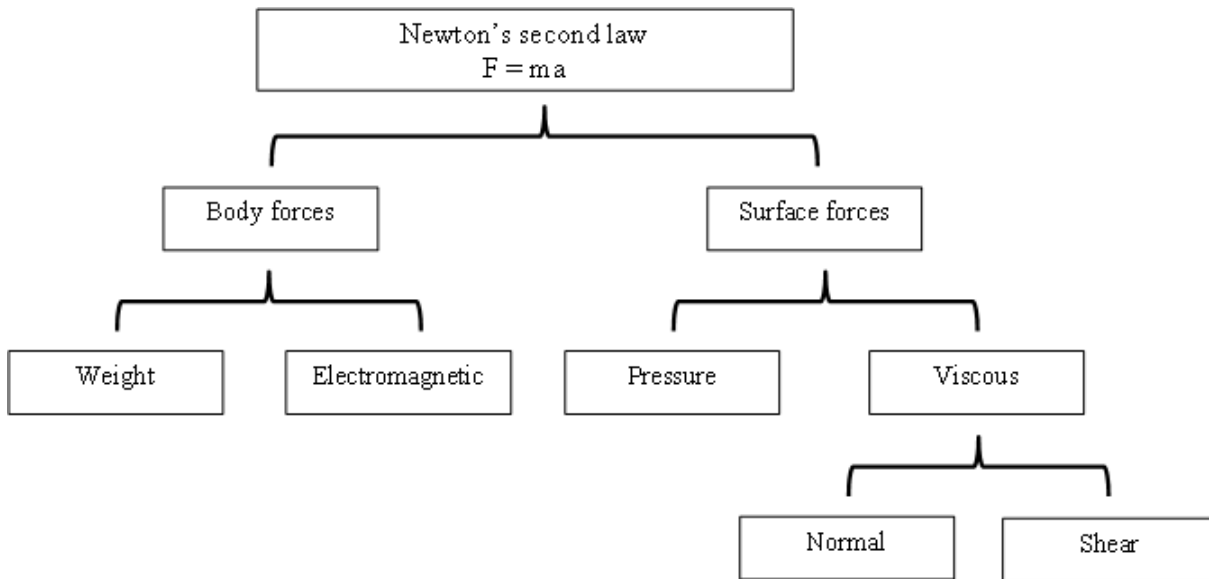 Newton's second law
F = ma
Body forces
Surface forces
Weight
Electromagnetic
Pressure
Viscous
Normal
Shear